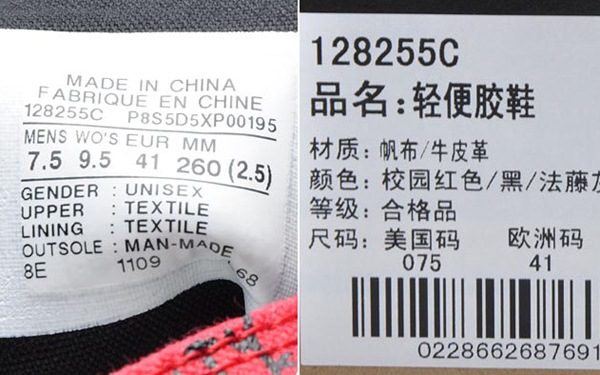 MADE IN CHINA
FABRIQUE EN CHINE
128255C P8S5D5XP00195
MENS WO'S EUR MM
7.5 9.5 41 260 (2.5)
GENDER : UNISEX
UPPER : TEXTILE
LINING : TEXTILE
OUTSOLE : MAN-MADE
8E 1109 68
128255C
品名:轻便胶鞋
材质: 帆布/牛皮革
颜色: 校园红色/黑/法藤灰
等级: 合格品
尺码: 美国码 欧洲码
075 41
0228662687691